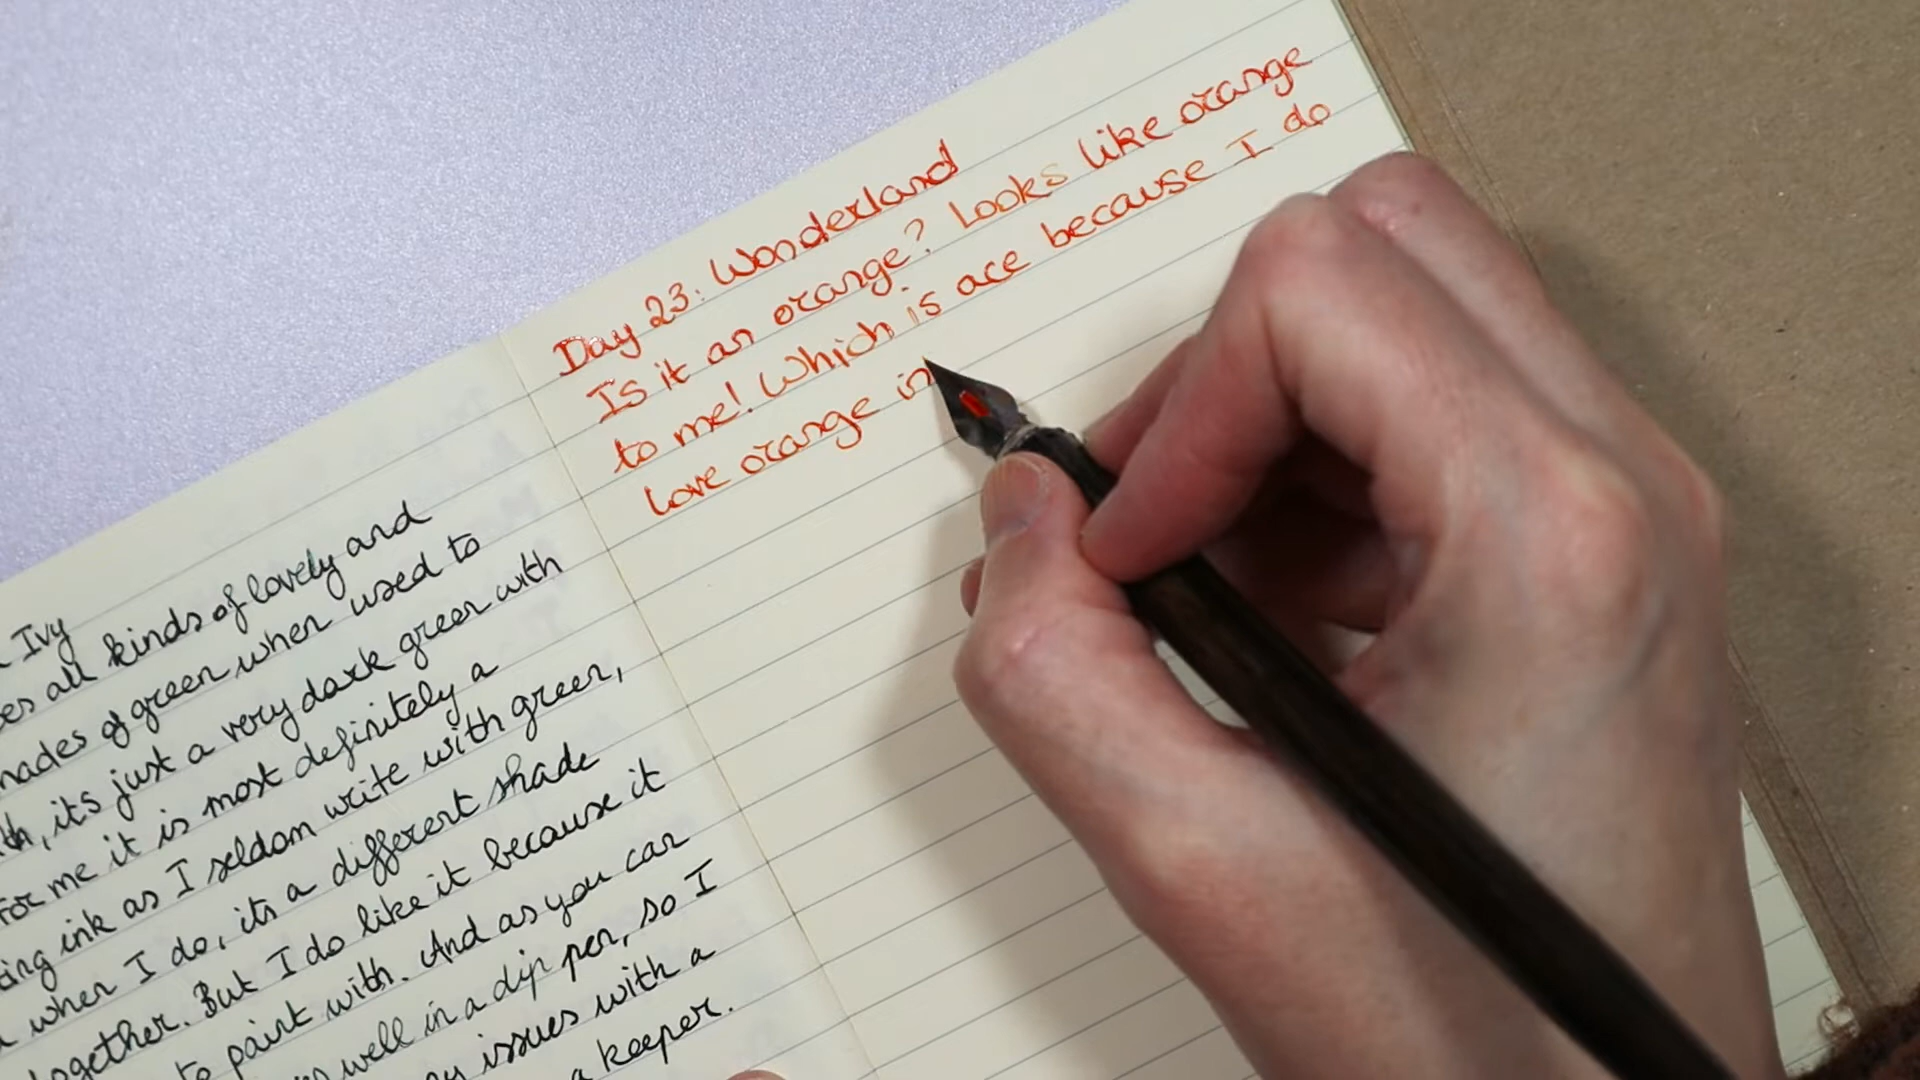 Ivy
all kinds of lovely and
of green when used to
, its just a very dark green with
for me it is most definitely a
ink as I seldom write with green,
when I do, its a different shade
together. But I do like it because it
to paint with. And as you can
well in a dip pen, so I
issues with a
a keeper.
Day 23: Wonderland
Is it an orange? Looks like orange
to me! Which is ace because I do
love orange in